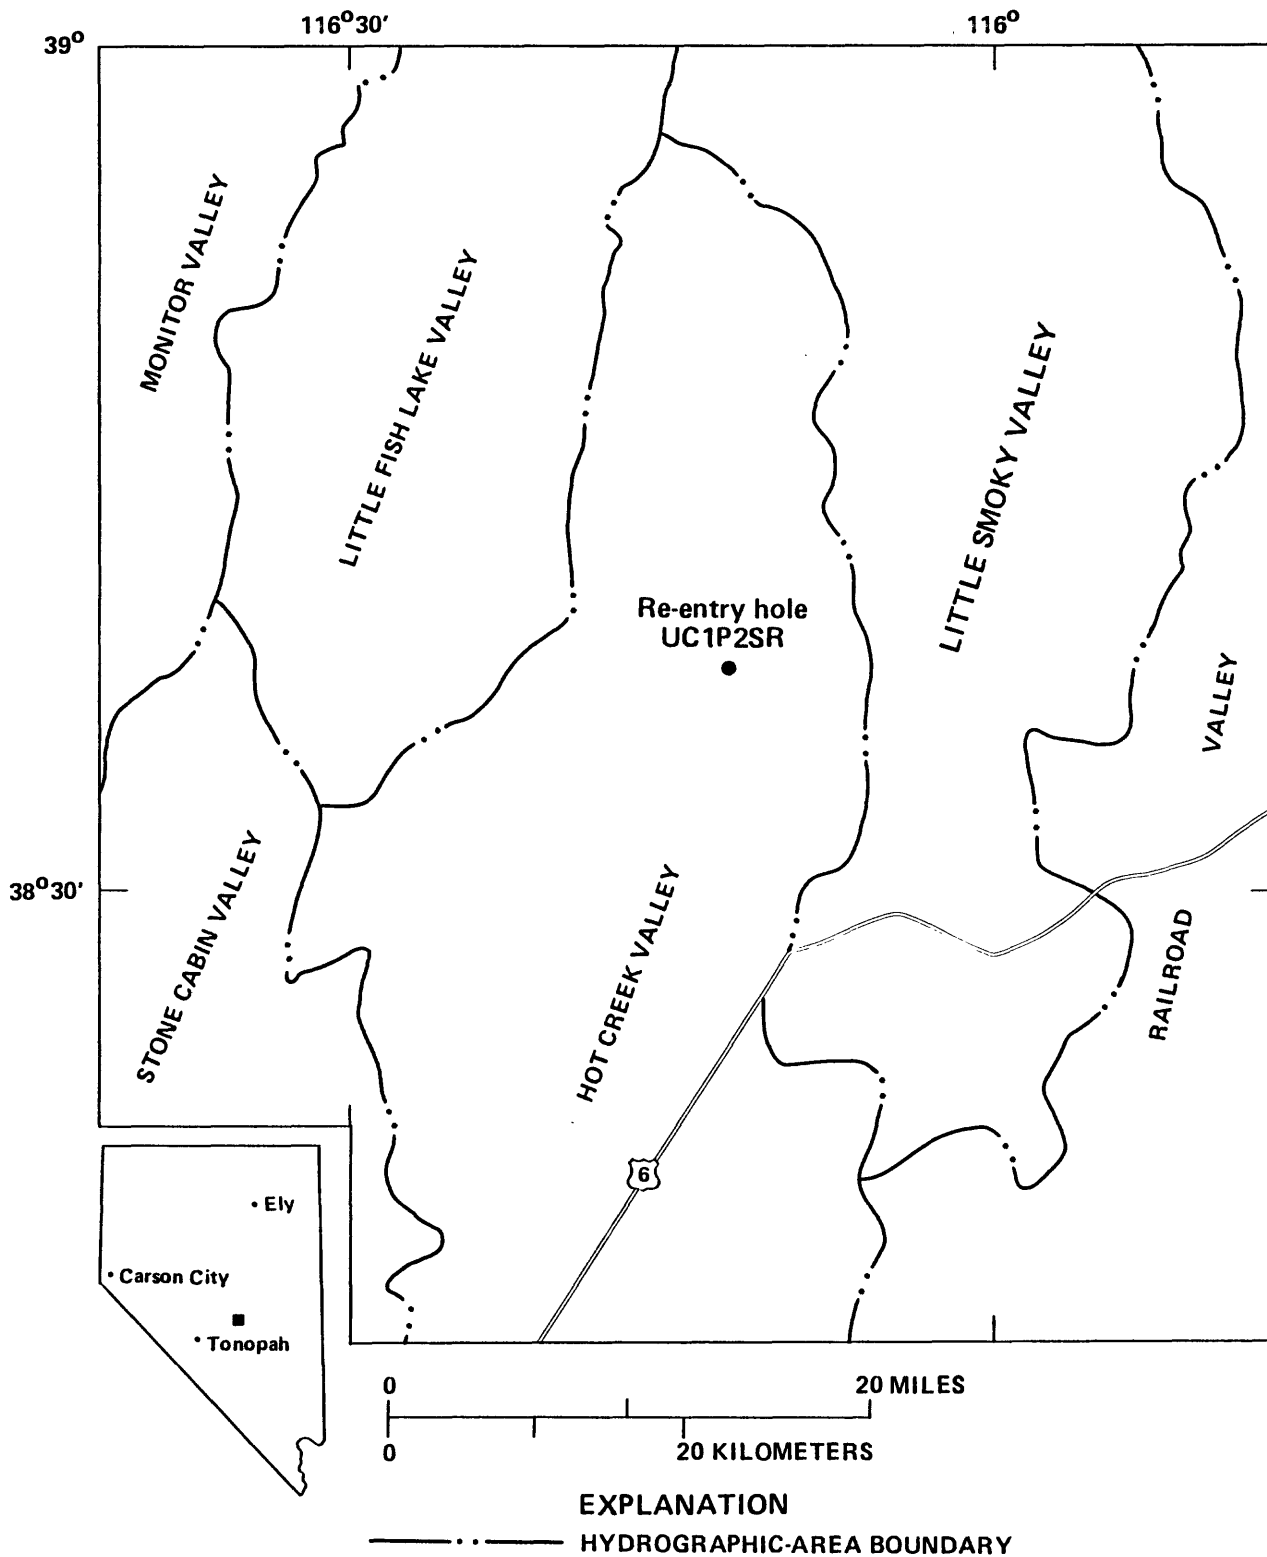 116°30'
116°
39°
MONITOR VALLEY
LITTLE FISH LAKE VALLEY
LITTLE SMOKY VALLEY
Re-entry hole
UC1P2SR
VALLEY
38°30'
STONE CABIN VALLEY
HOT CREEK VALLEY
RAILROAD
6
Ely
Carson City
Tonopah
0
20 MILES
0
20 KILOMETERS
EXPLANATION
HYDROGRAPHIC-AREA BOUNDARY